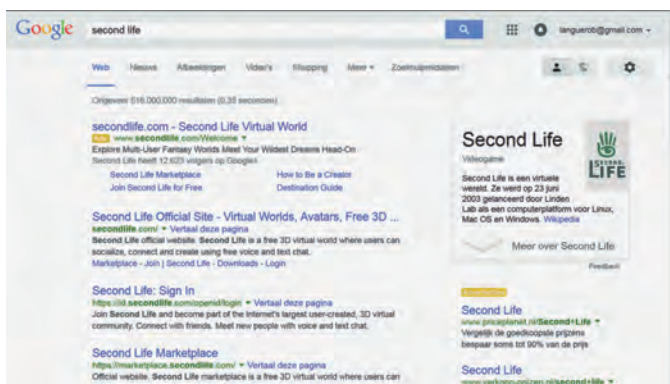 Google
second life
languerob@gmail.com
Web Nieuws Afbeeldingen Video's Shopping Meer Zoekhulpmiddelen
Ongeveer 516.000.000 resultaten (0,35 seconden)
secondlife.com - Second Life Virtual World
www.secondlife.com/Welcome
Explore Multi-User Fantasy Worlds Meet Your Wildest Dreams Head-On
Second Life heeft 12.623 volgers op Google+
Second Life Marketplace How to Be a Creator
Join Second Life for Free Destination Guide
Second Life Official Site - Virtual Worlds, Avatars, Free 3D ...
secondlife.com/ Vertaal deze pagina
Second Life official website. Second Life is a free 3D virtual world where users can
socialize, connect and create using free voice and text chat.
Marketplace - Join | Second Life - Downloads - Login
Second Life: Sign In
https://id.secondlife.com/openid/login Vertaal deze pagina
Join Second Life and become part of the Internet's largest user-created, 3D virtual
community. Connect with friends. Meet new people with voice and text chat.
Second Life Marketplace
https://marketplace.secondlife.com/ Vertaal deze pagina
Official website. Second Life marketplace is a free 3D virtual world where users can
Second Life
Videogame
SECOND LIFE
Second Life is een virtuele
wereld. Ze werd op 23 juni
2003 gelanceerd door Linden
Lab als een computerplatform voor Linux,
Mac OS en Windows. Wikipedia
Meer over Second Life
Feedback
Second Life
www.priceplanet.nl/Second+Life
Vergelijk de goedkoopste prijzens
bespaar soms tot 90% van de prijs
Second Life